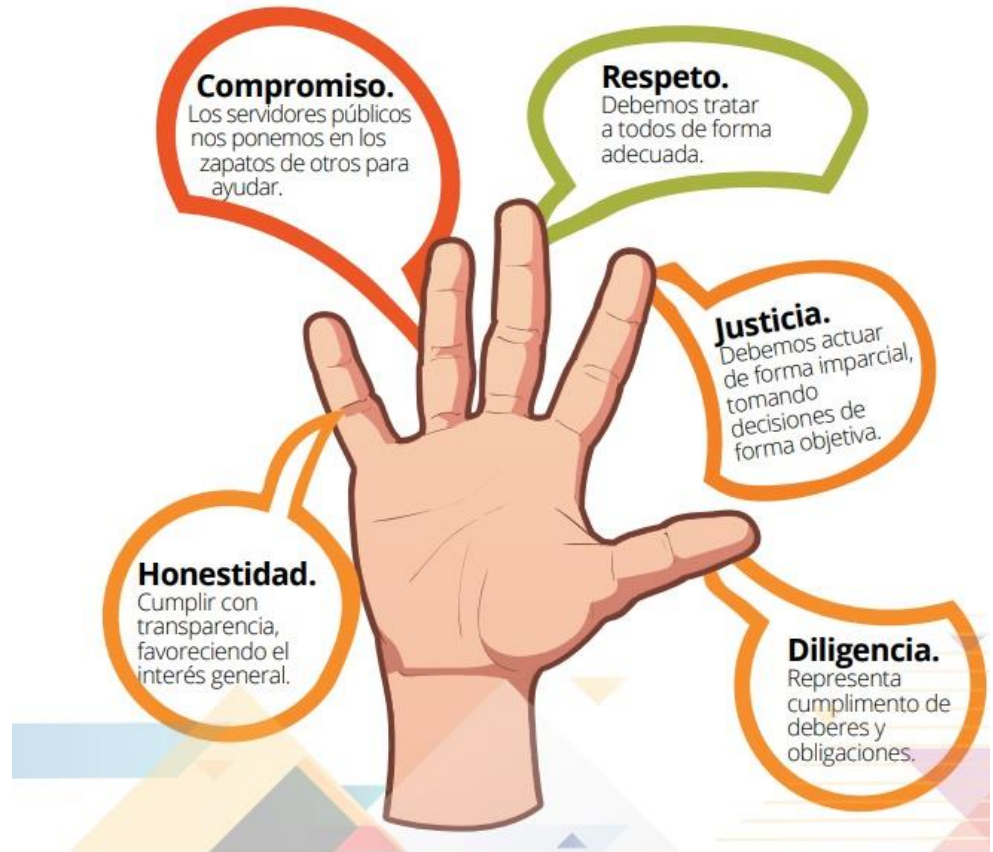 Compromiso.
Los servidores públicos
nos ponemos en los
zapatos de otros para
ayudar.
Respeto.
Debemos tratar
a todos de forma
adecuada.
Justicia.
Debemos actuar
de forma imparcial,
tomando
decisiones de
forma objetiva.
Honestidad.
Cumplir con
transparencia,
favoreciendo el
interés general.
Diligencia.
Representa
cumplimento de
deberes y
obligaciones.